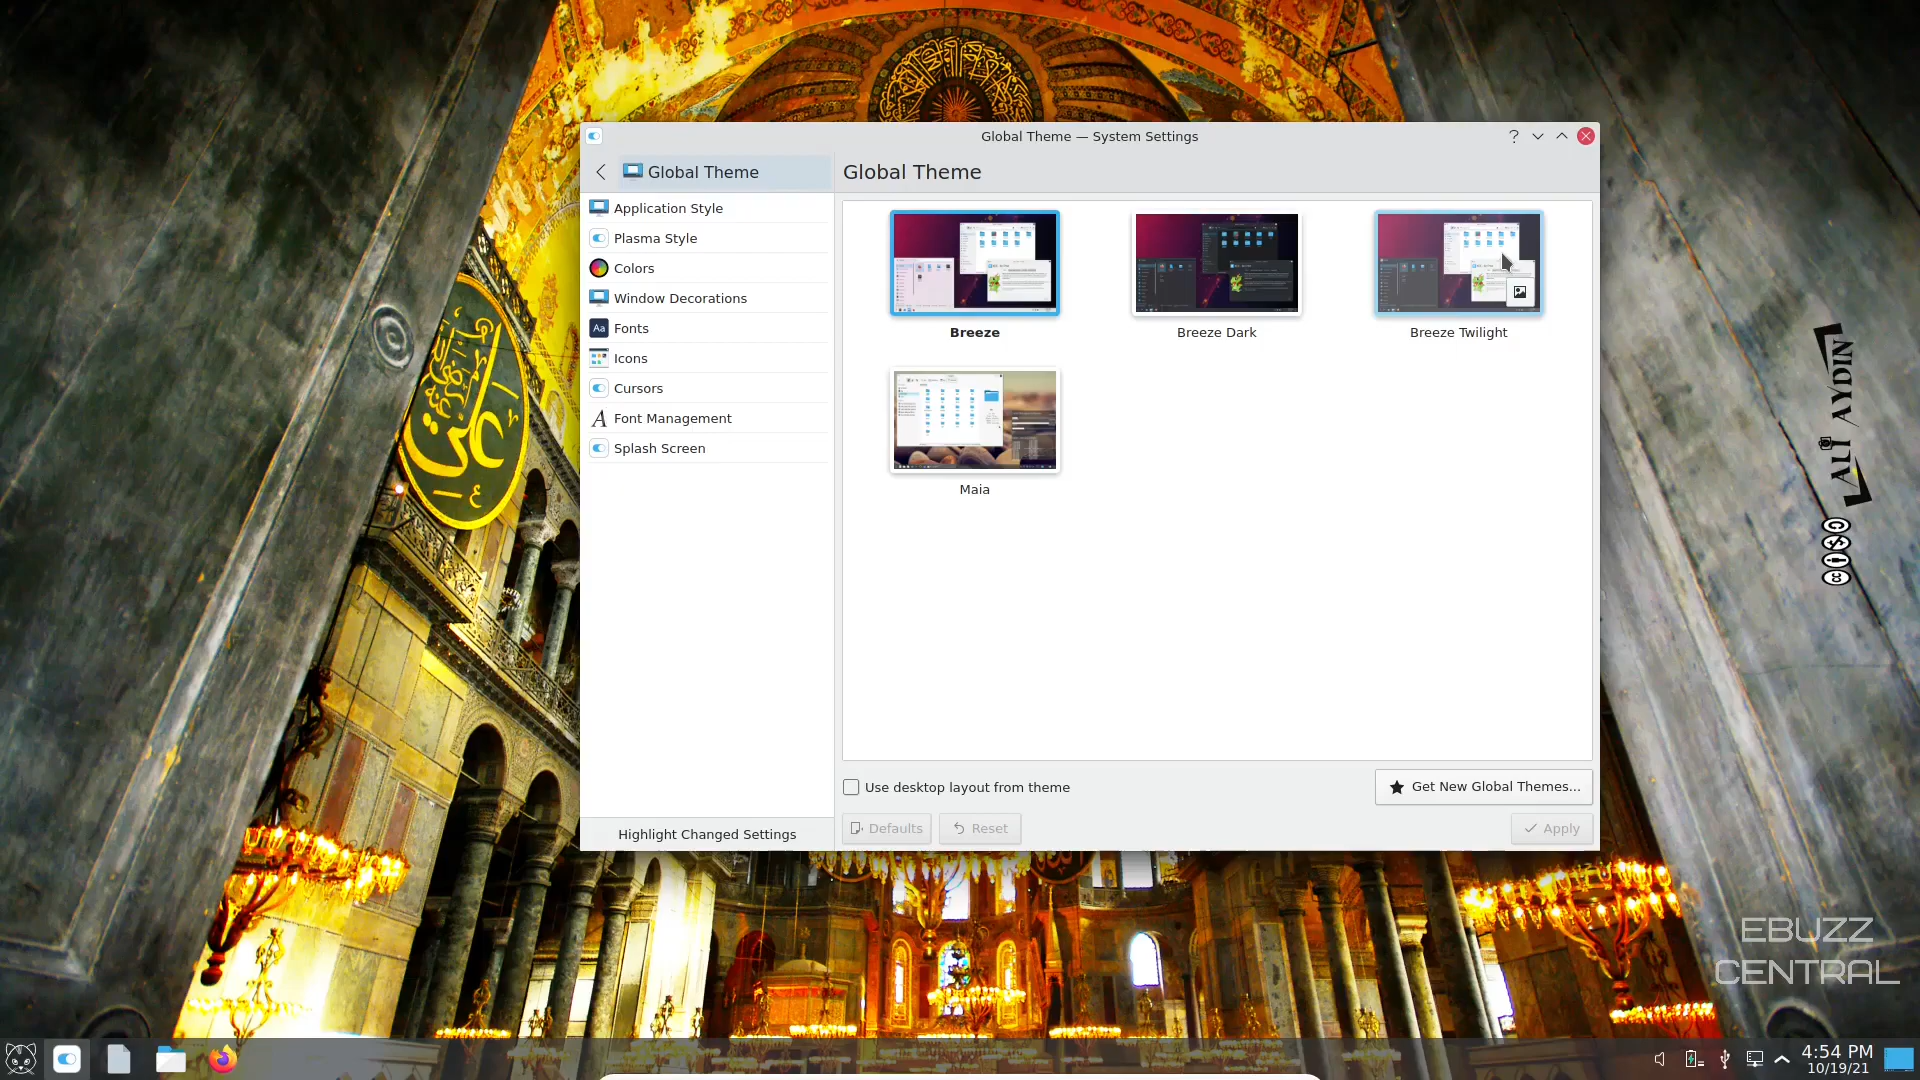 Global Theme — System Settings
Global Theme
Global Theme
Application Style
Plasma Style
Colors
Window Decorations
Aa
Fonts
Icons
Cursors
A
Font Management
Splash Screen
Highlight Changed Settings
Breeze
Breeze Dark
Breeze Twilight
Maia
Use desktop layout from theme
Get New Global Themes...
Defaults
Reset
Apply
ALI AYDIN
EBUZZ
CENTRAL
4:54 PM
10/19/21